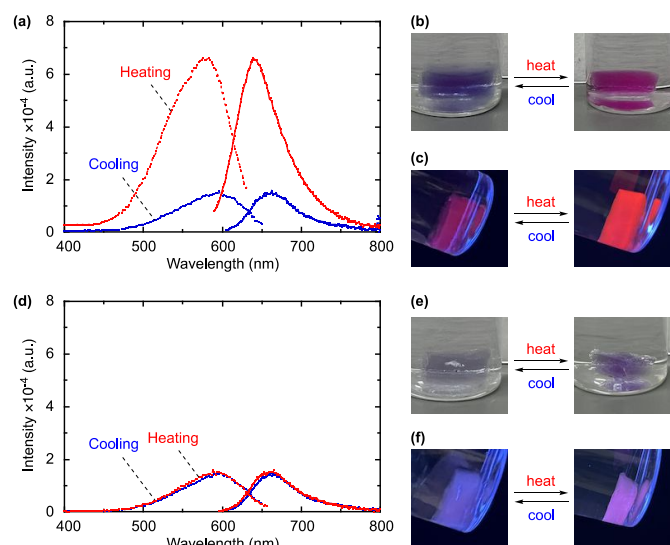 (a)
8
6
4
2
0
Intensity ×10⁻⁴ (a.u.)
Heating
Cooling
400 500 600 700 800
Wavelength (nm)
(b)
heat
cool
(c)
heat
cool
(d)
8
6
4
2
0
Intensity ×10⁻⁴ (a.u.)
Cooling
Heating
400 500 600 700 800
Wavelength (nm)
(e)
heat
cool
(f)
heat
cool